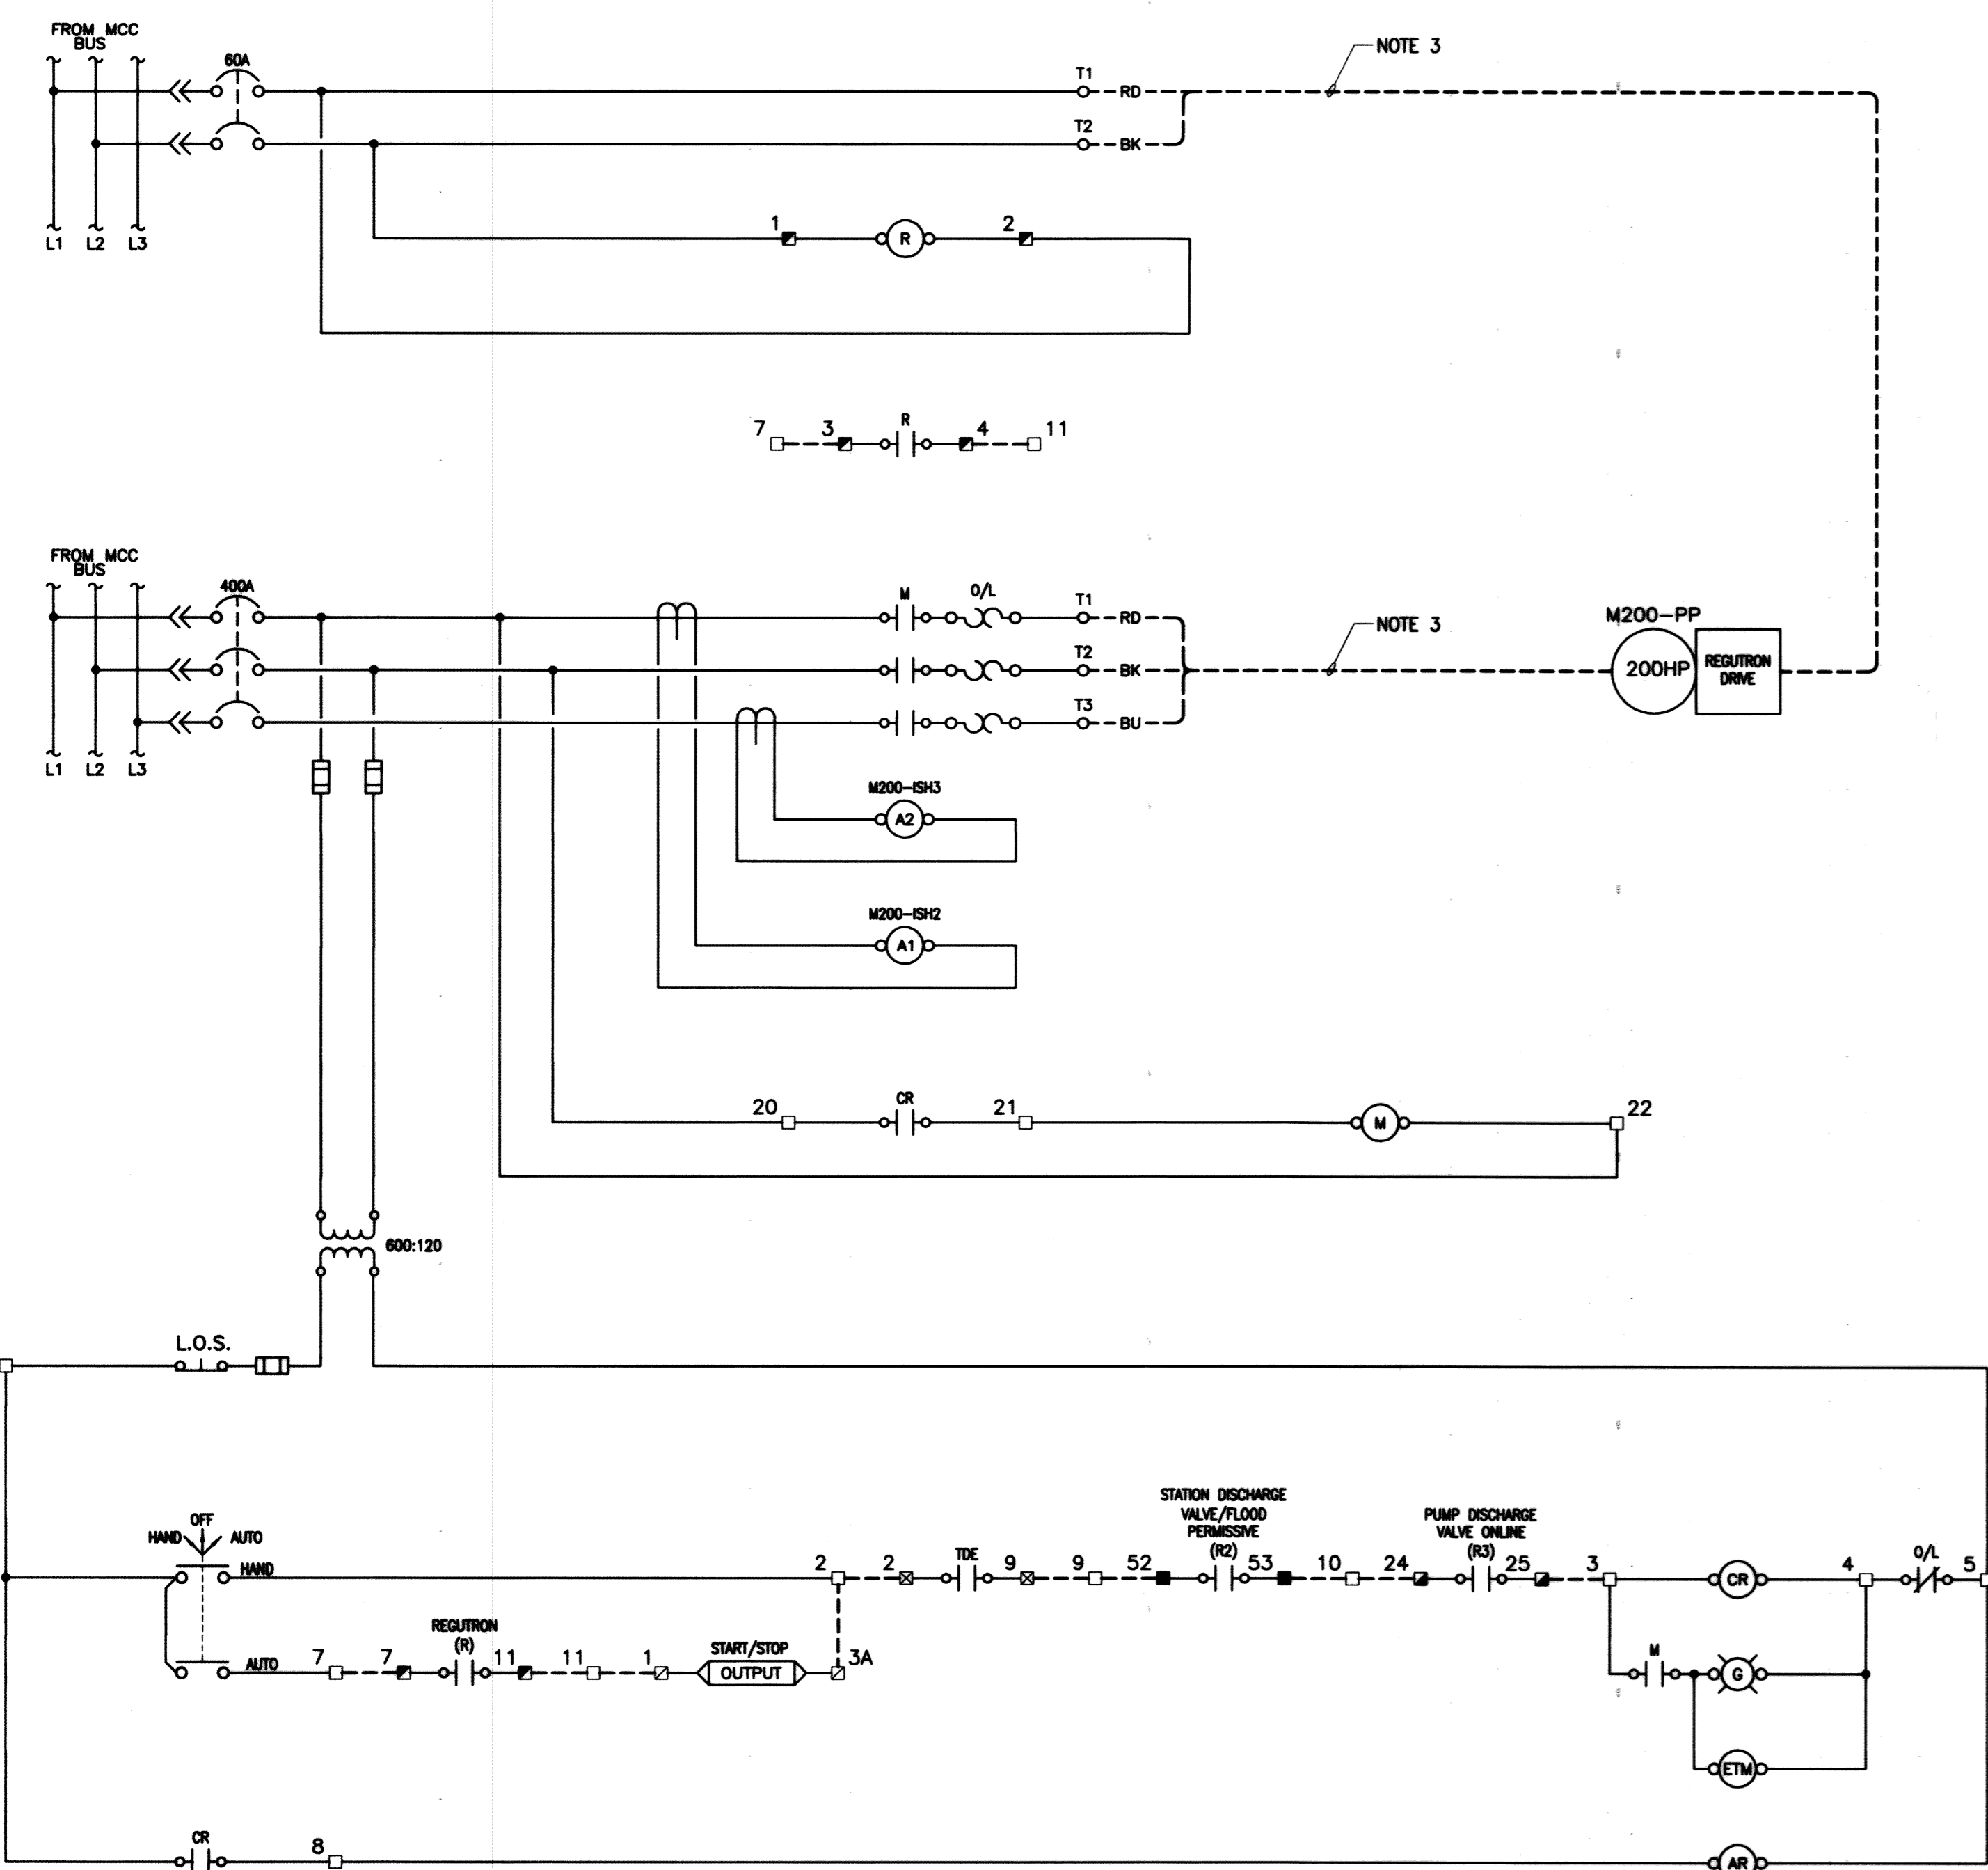 FROM MCC
BUS
60A
T1
RD
NOTE 3
T2
BK
1
R
2
L1 L2 L3
R
7 3 4 11
FROM MCC
BUS
400A
M O/L T1
RD
M200-PP
NOTE 3
T2
BK
200HP
REGUTRON
DRIVE
T3
BU
L1 L2 L3
M200-ISH3
A2
M200-ISH2
A1
20 CR 21
M
22
600:120
L.O.S.
STATION DISCHARGE
VALVE/FLOOD
PERMISSIVE
(R2)
PUMP DISCHARGE
VALVE ONLINE
(R3)
OFF
HAND AUTO
HAND
2 2 TDE 9 9 52 53 10 24 25 3
CR
4 O/L 5
REGUTRON
(R)
AUTO
7 7 11 11 1
START/STOP
OUTPUT
3A
M
G
ETM
CR
8
AR